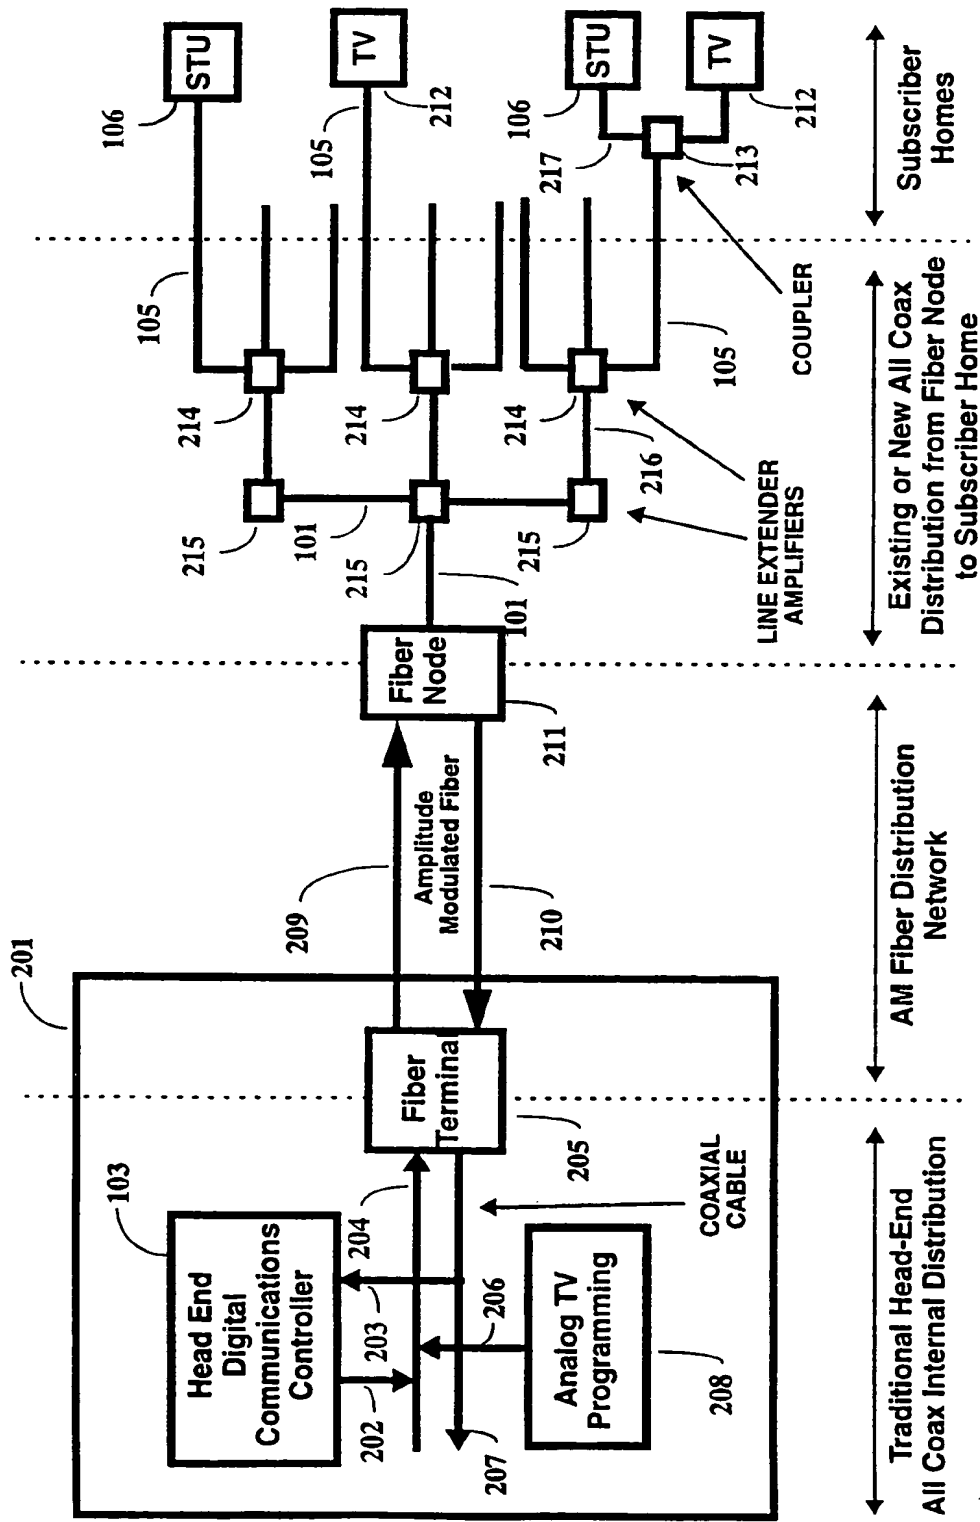 201
103
Head End
Digital
Communications
Controller
202
203
204
206
207
Analog TV
Programming
208
Fiber
Terminal
205
COAXIAL
CABLE
209
Amplitude
Modulated Fiber
210
Fiber
Node
211
101
101
215
215
215
214
214
214
216
LINE EXTENDER
AMPLIFIERS
COUPLER
105
105
105
106
STU
TV
212
106
STU
217
213
TV
212
Traditional Head-End
All Coax Internal Distribution
AM Fiber Distribution
Network
Existing or New All Coax
Distribution from Fiber Node
to Subscriber Home
Subscriber
Homes